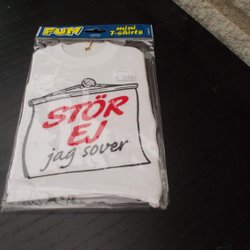 FUN
mini
T-shirts
STÖR
EJ
jag sover